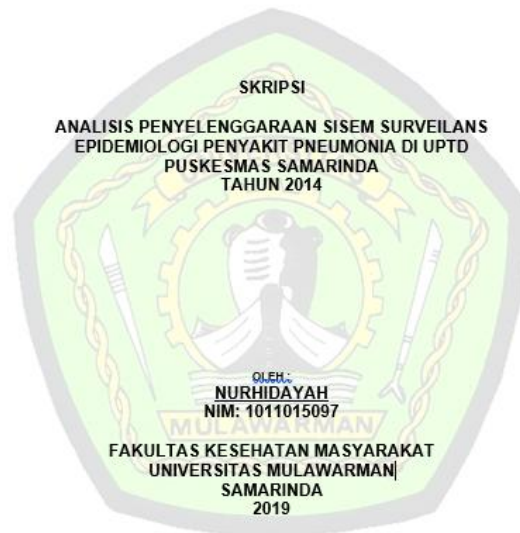 SKRIPSI
ANALISIS PENYELENGGARAAN SISEM SURVEILANS
EPIDEMIOLOGI PENYAKIT PNEUMONIA DI UPTD
PUSKESMAS SAMARINDA
TAHUN 2014
OLEH :
NURHIDAYAH
NIM: 1011015097
MULAWARMAN
FAKULTAS KESEHATAN MASYARAKAT
UNIVERSITAS MULAWARMAN
SAMARINDA
2019